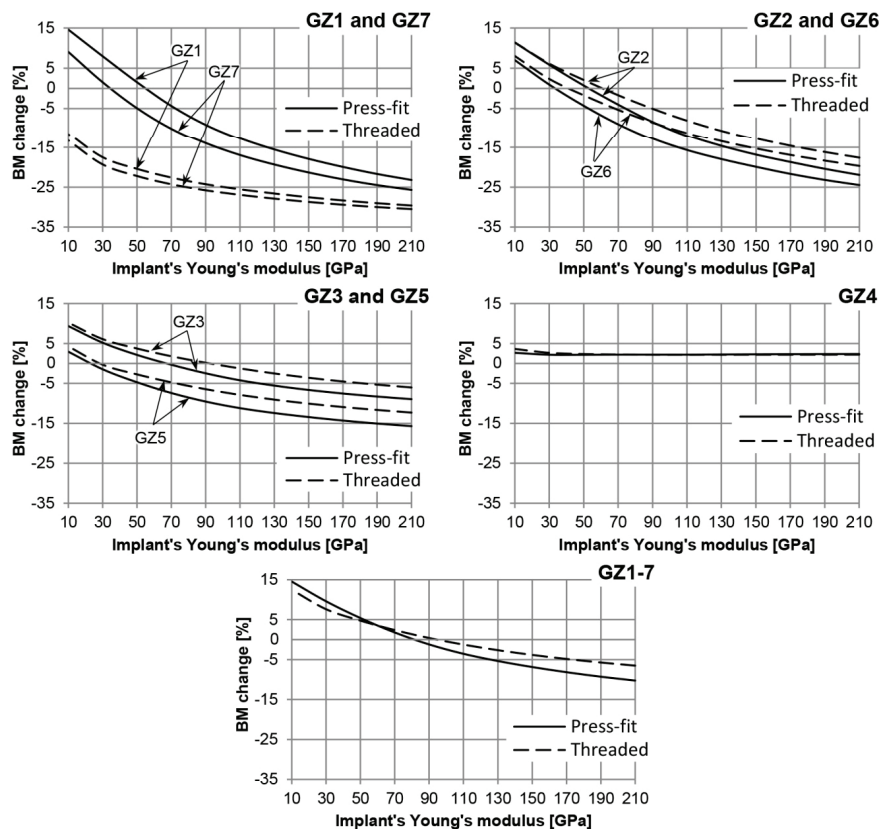 GZ1 and GZ7
BM change [%]
15
5
0
-5
-15
-25
-35
GZ1
GZ7
Press-fit
Threaded
10 30 50 70 90 110 130 150 170 190 210
Implant's Young's modulus [GPa]
GZ2 and GZ6
BM change [%]
15
5
0
-5
-15
-25
-35
GZ2
GZ6
Press-fit
Threaded
10 30 50 70 90 110 130 150 170 190 210
Implant's Young's modulus [GPa]
GZ3 and GZ5
BM change [%]
15
5
0
-5
-15
-25
-35
GZ3
GZ5
Press-fit
Threaded
10 30 50 70 90 110 130 150 170 190 210
Implant's Young's modulus [GPa]
GZ4
BM change [%]
15
5
0
-5
-15
-25
-35
Press-fit
Threaded
10 30 50 70 90 110 130 150 170 190 210
Implant's Young's modulus [GPa]
GZ1-7
BM change [%]
15
5
0
-5
-15
-25
-35
Press-fit
Threaded
10 30 50 70 90 110 130 150 170 190 210
Implant's Young's modulus [GPa]